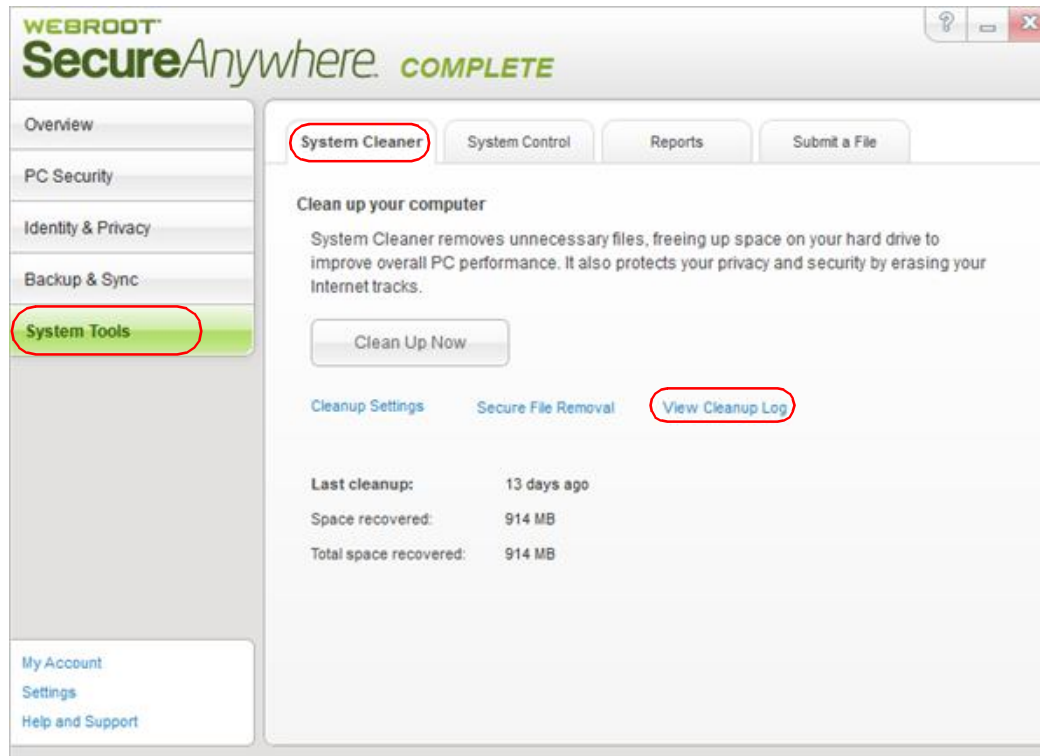 WEBROOT
SecureAnywhere. COMPLETE
?
Overview
PC Security
Identity & Privacy
Backup & Sync
System Tools
System Cleaner
System Control
Reports
Submit a File
Clean up your computer
System Cleaner removes unnecessary files, freeing up space on your hard drive to
improve overall PC performance. It also protects your privacy and security by erasing your
Internet tracks.
Clean Up Now
Cleanup Settings
Secure File Removal
View Cleanup Log
Last cleanup: 13 days ago
Space recovered: 914 MB
Total space recovered: 914 MB
My Account
Settings
Help and Support